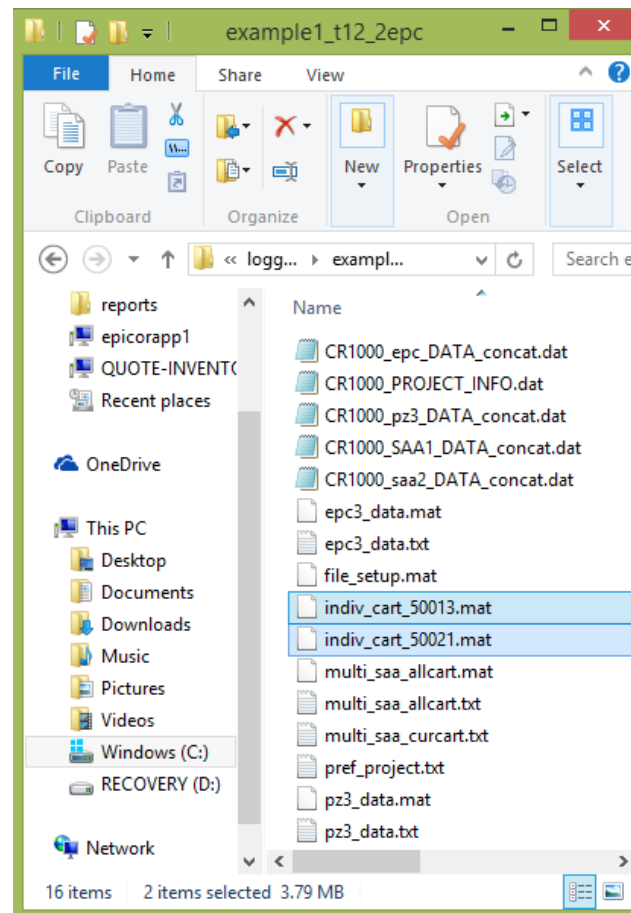 example1_t12_2epc
File Home Share View
Copy Paste New Properties Select
Clipboard Organize Open
« logg... exampl... Search e
reports
epicorapp1
QUOTE-INVENTO
Recent places
OneDrive
This PC
Desktop
Documents
Downloads
Music
Pictures
Videos
Windows (C:)
RECOVERY (D:)
Network
Name
CR1000_epc_DATA_concat.dat
CR1000_PROJECT_INFO.dat
CR1000_pz3_DATA_concat.dat
CR1000_SAA1_DATA_concat.dat
CR1000_saa2_DATA_concat.dat
epc3_data.mat
epc3_data.txt
file_setup.mat
indiv_cart_50013.mat
indiv_cart_50021.mat
multi_saa_allcart.mat
multi_saa_allcart.txt
multi_saa_curcart.txt
pref_project.txt
pz3_data.mat
pz3_data.txt
16 items 2 items selected 3.79 MB